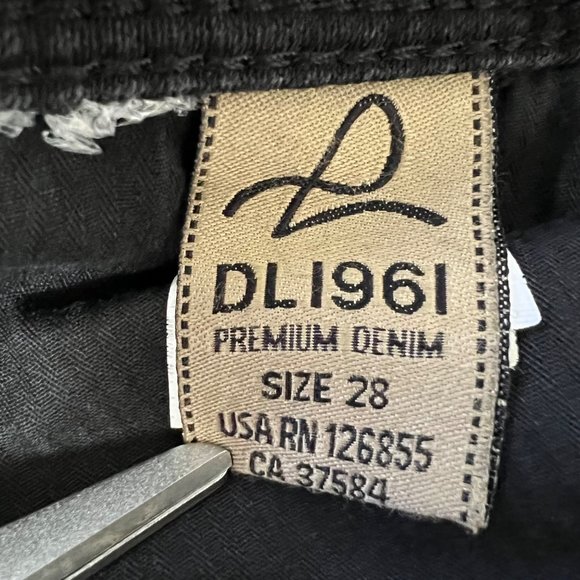 DL1961
PREMIUM DENIM
SIZE 28
USA RN 126855
CA 37584